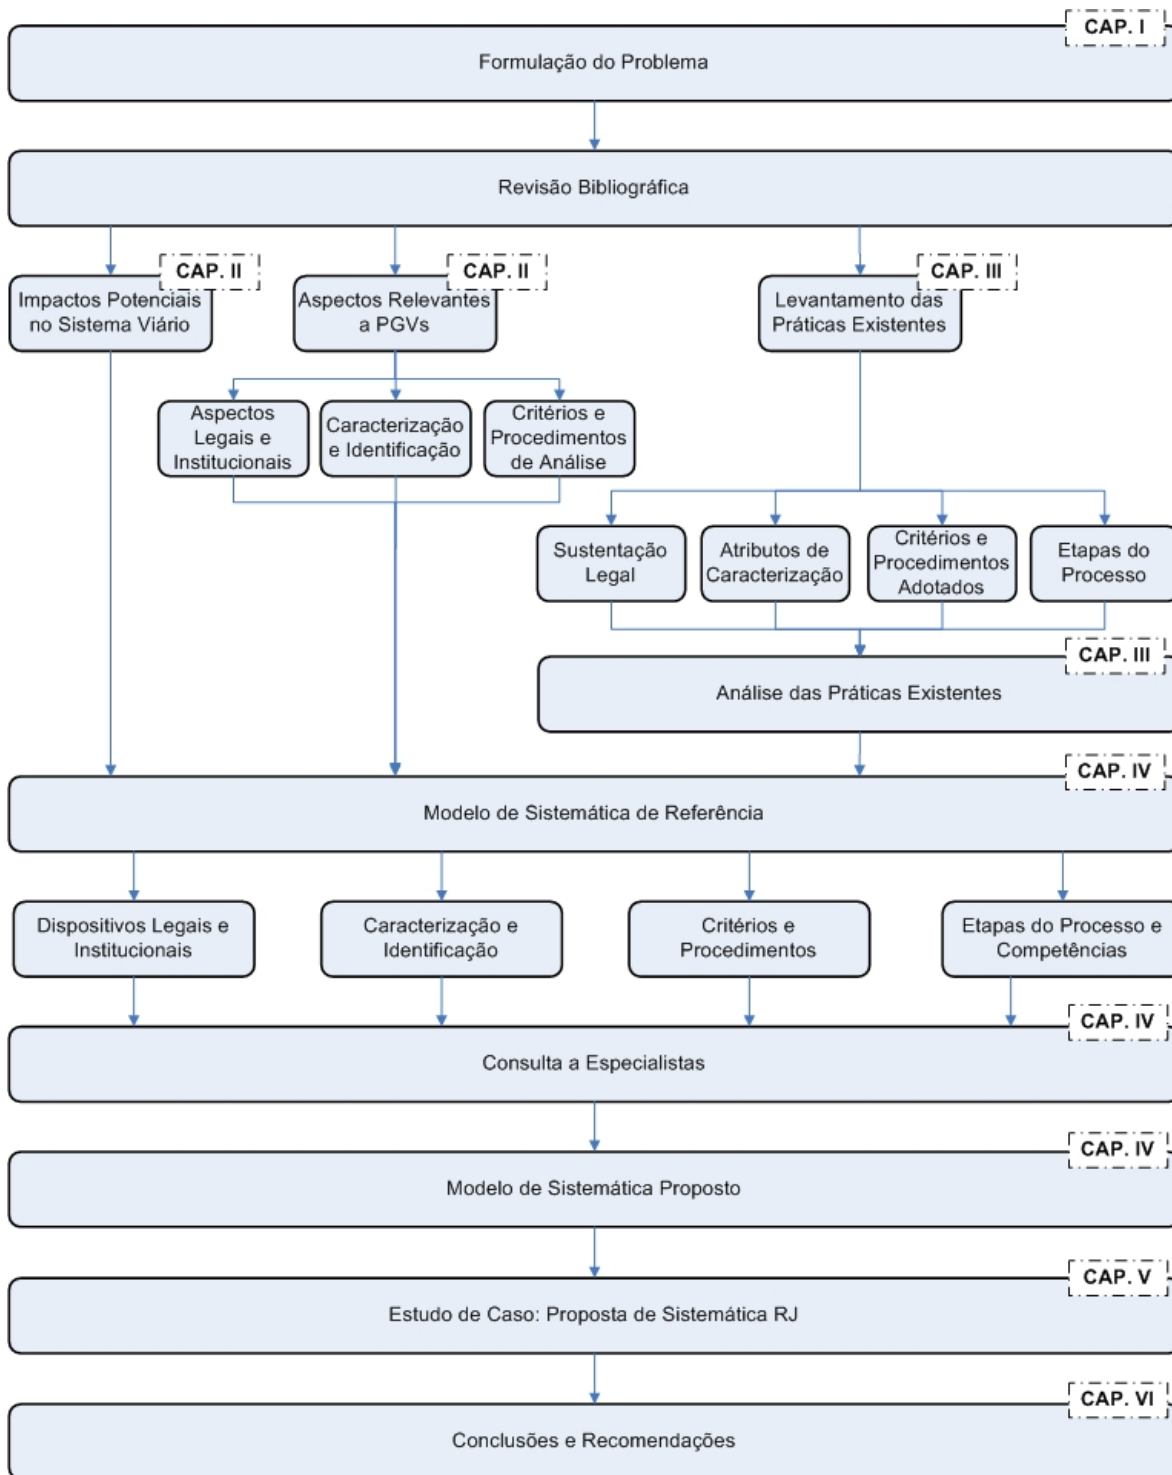 CAP. I
Formulação do Problema
Revisão Bibliográfica
CAP. II
CAP. II
CAP. III
Impactos Potenciais
no Sistema Viário
Aspectos Relevantes
a PGVs
Levantamento das
Práticas Existentes
Aspectos
Legais e
Institucionais
Caracterização
e Identificação
Critérios e
Procedimentos
de Análise
Sustentação
Legal
Atributos de
Caracterização
Critérios e
Procedimentos
Adotados
Etapas do
Processo
CAP. III
Análise das Práticas Existentes
CAP. IV
Modelo de Sistemática de Referência
Dispositivos Legais e
Institucionais
Caracterização e
Identificação
Critérios e
Procedimentos
Etapas do Processo e
Competências
CAP. IV
Consulta a Especialistas
CAP. IV
Modelo de Sistemática Proposto
CAP. V
Estudo de Caso: Proposta de Sistemática RJ
CAP. VI
Conclusões e Recomendações